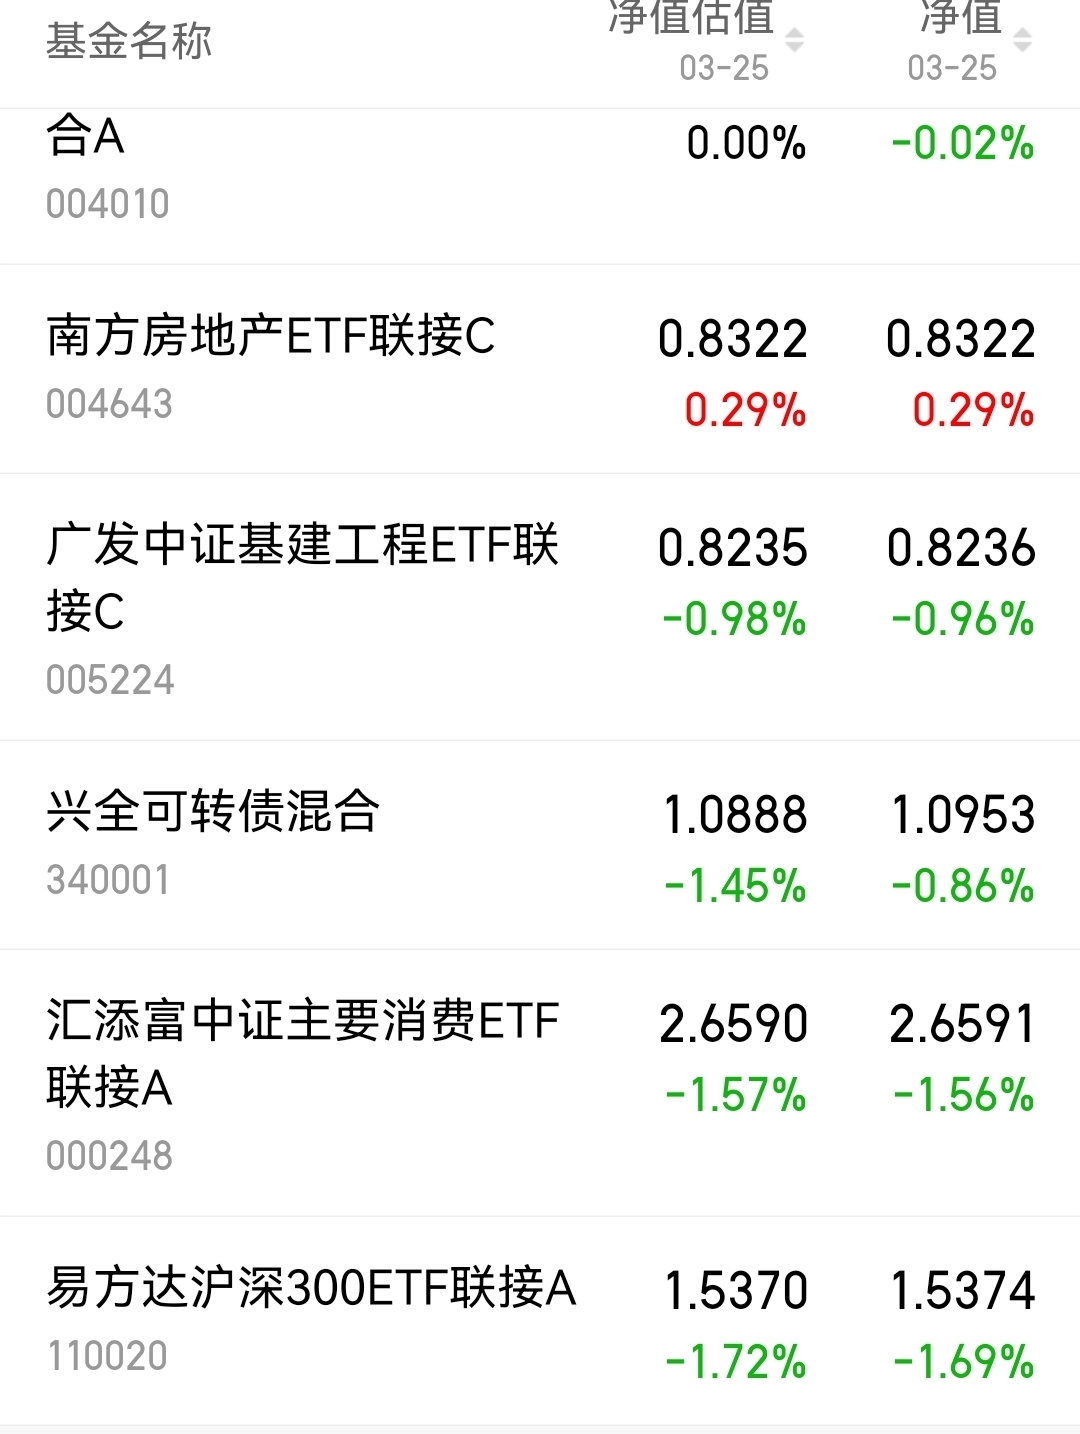 基金名称 净值估值 净值
03-25 03-25
合A 0.00% -0.02%
004010
南方房地产ETF联接C 0.8322 0.8322
004643 0.29% 0.29%
广发中证基建工程ETF联 0.8235 0.8236
接C -0.98% -0.96%
005224
兴全可转债混合 1.0888 1.0953
340001 -1.45% -0.86%
汇添富中证主要消费ETF 2.6590 2.6591
联接A -1.57% -1.56%
000248
易方达沪深300ETF联接A 1.5370 1.5374
110020 -1.72% -1.69%